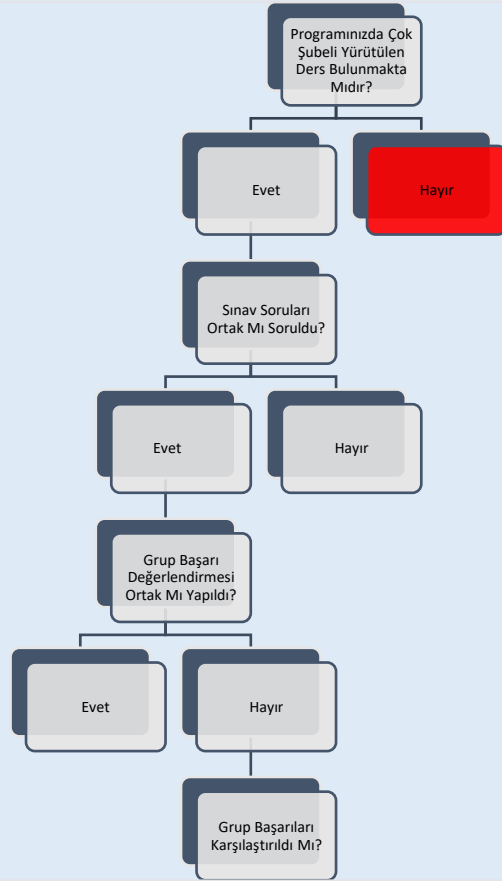 Programınızda Çok
Şubeli Yürütülen
Ders Bulunmakta
Mıdır?
Evet
Hayır
Sınav Soruları
Ortak Mı Soruldu?
Evet
Hayır
Grup Başarı
Değerlendirmesi
Ortak Mı Yapıldı?
Evet
Hayır
Grup Başarıları
Karşılaştırıldı Mı?